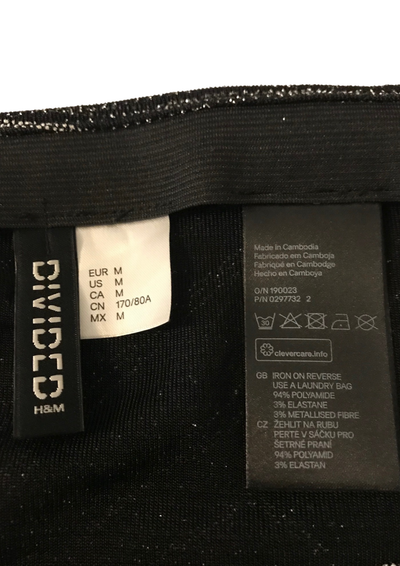 DIVIDED
H&M
EUR M
US M
CA M
CN 170/80A
MX M
Made in Cambodia
Fabricado em Camboja
Fabriqué en Cambodge
Hecho en Camboya
O/N 190023
P/N 0297732 2
30
clevercare.info
GB IRON ON REVERSE
USE A LAUNDRY BAG
94% POLYAMIDE
3% ELASTANE
3% METALLISED FIBRE
CZ ŽEHLIT NA RUBU
PERTE V SÁČKU PRO
ŠETRNÉ PRANÍ
94% POLYAMID
3% ELASTAN